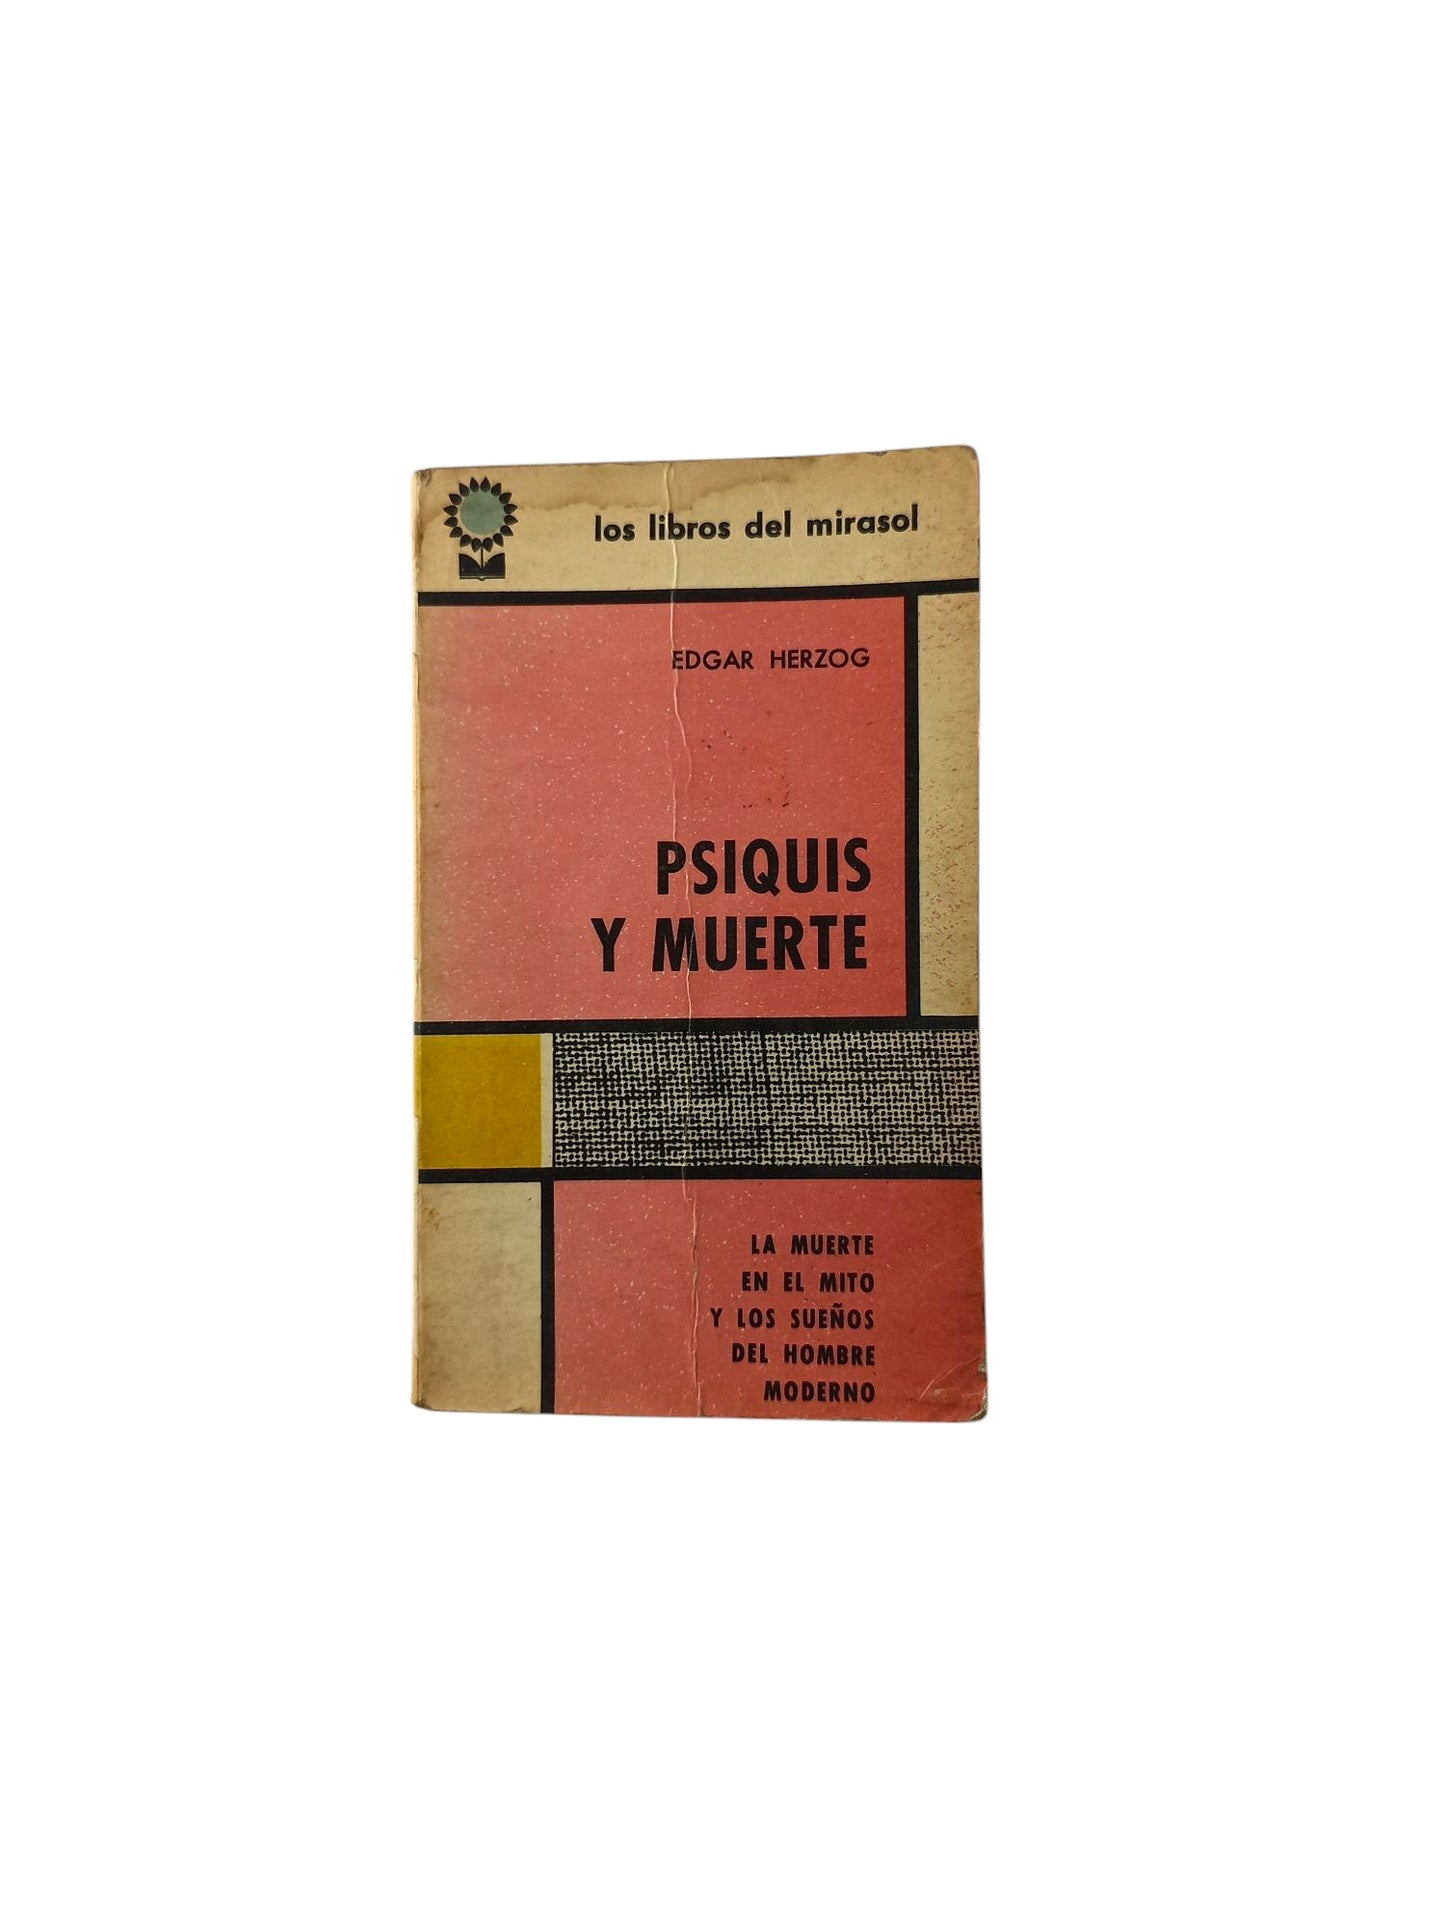 los libros del mirasol
EDGAR HERZOG
PSIQUIS
Y MUERTE
LA MUERTE
EN EL MITO
Y LOS SUEÑOS
DEL HOMBRE
MODERNO